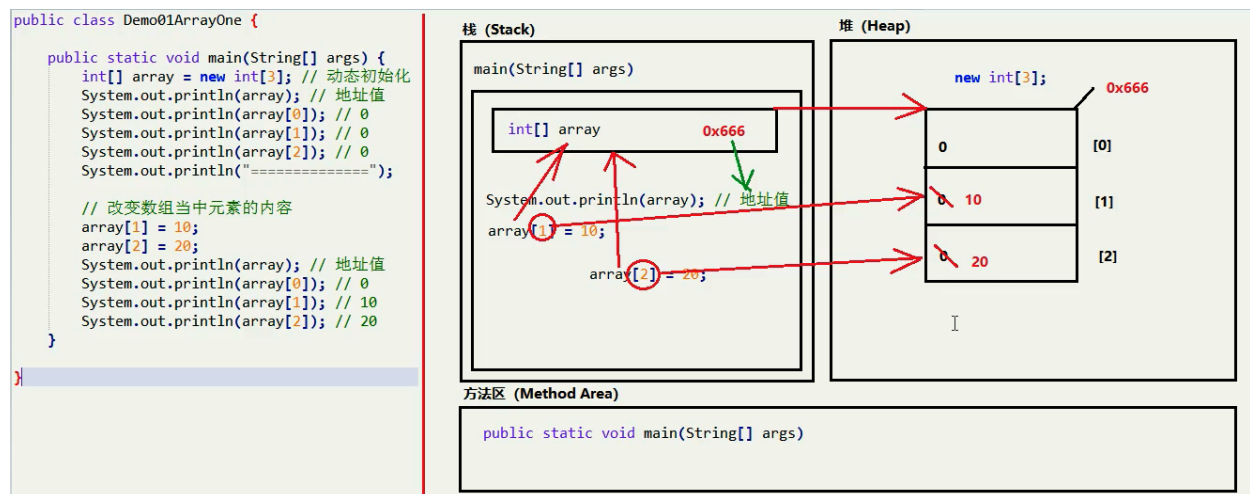 public class Demo01ArrayOne {
public static void main(String[] args) {
int[] array = new int[3]; // 动态初始化
System.out.println(array); // 地址值
System.out.println(array[0]); // 0
System.out.println(array[1]); // 0
System.out.println(array[2]); // 0
System.out.println("==============");
// 改变数组当中元素的内容
array[1] = 10;
array[2] = 20;
System.out.println(array); // 地址值
System.out.println(array[0]); // 0
System.out.println(array[1]); // 10
System.out.println(array[2]); // 20
}
}
栈 (Stack)
main(String[] args)
int[] array 0x666
System.out.println(array); // 地址值
array[1] = 10;
array[2] = 20;
堆 (Heap)
new int[3];
0x666
0 [0]
0 10 [1]
0 20 [2]
方法区 (Method Area)
public static void main(String[] args)